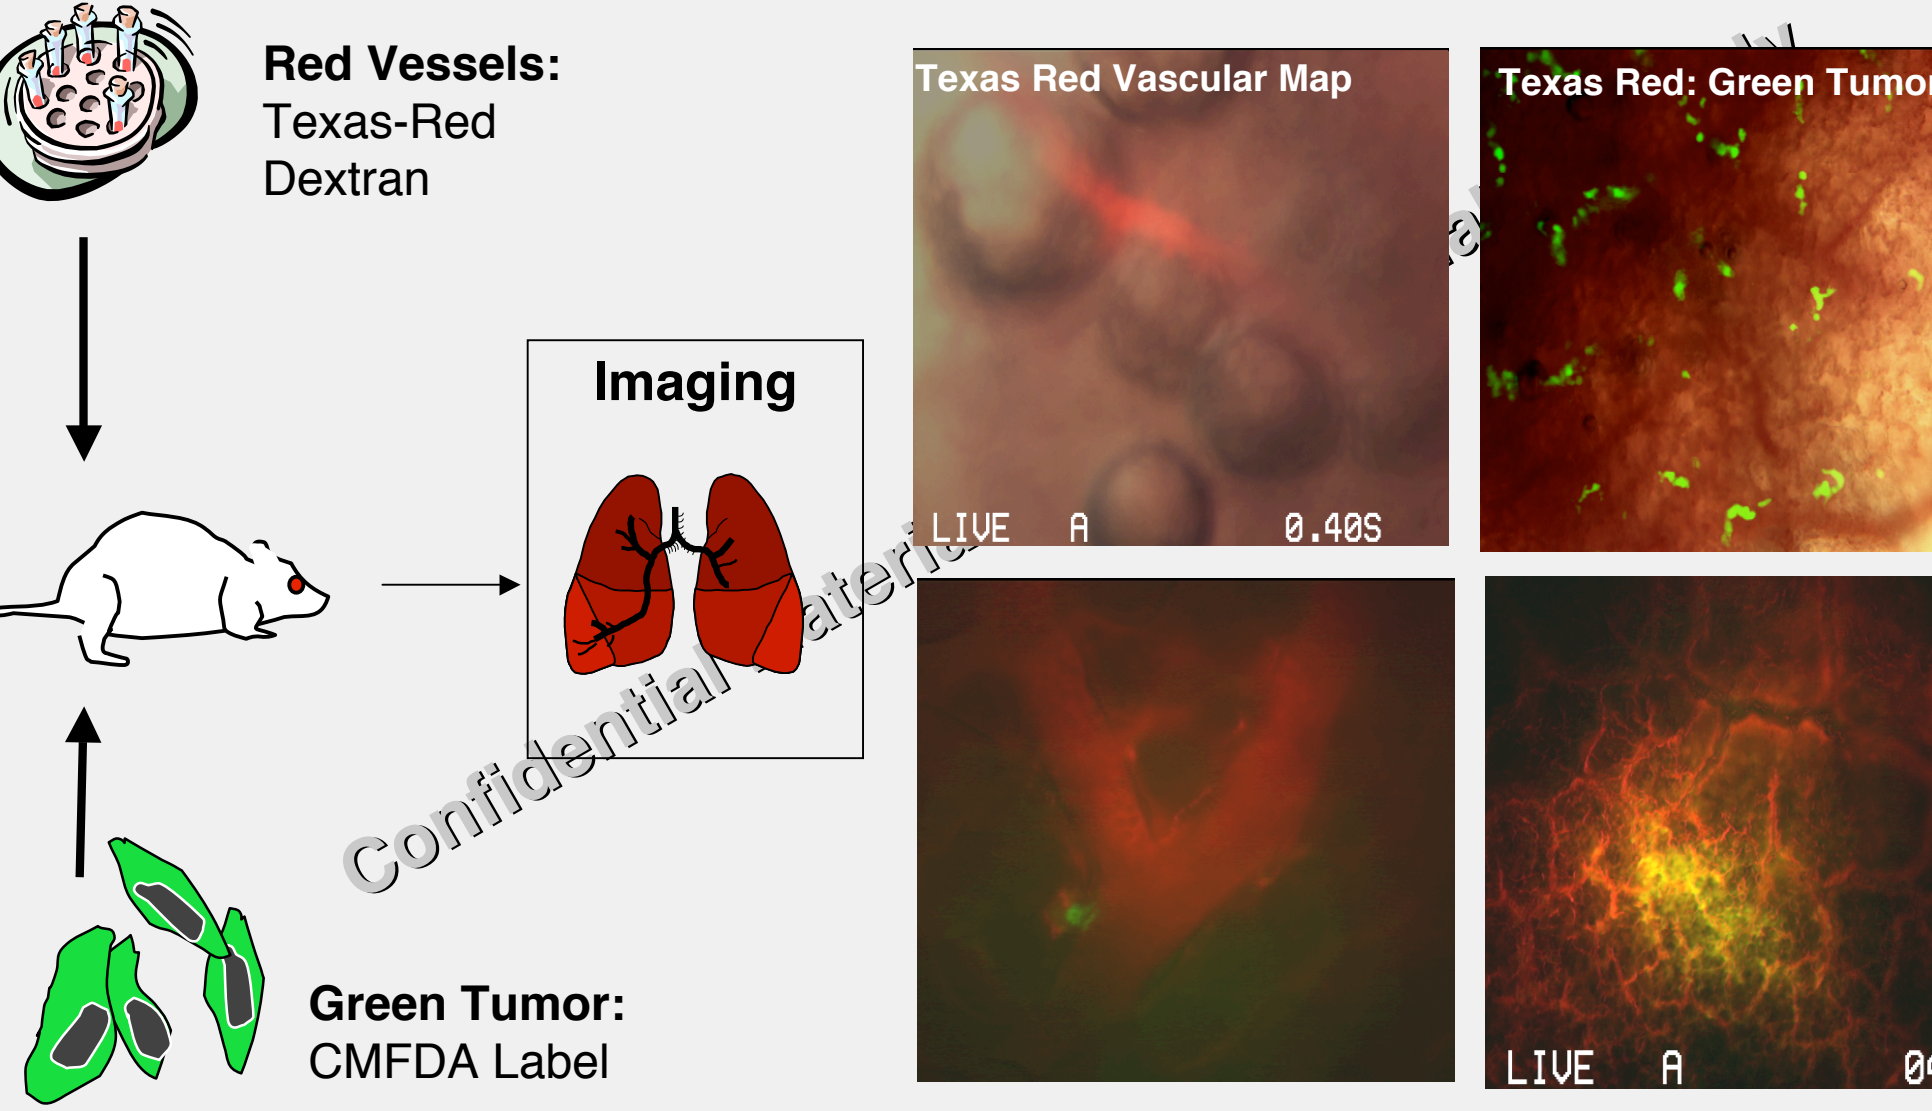 Red Vessels:
Texas-Red
Dextran
Texas Red Vascular Map
Texas Red: Green Tumor
Imaging
LIVE A 0.40S
Confidential
Green Tumor:
CMFDA Label
LIVE A